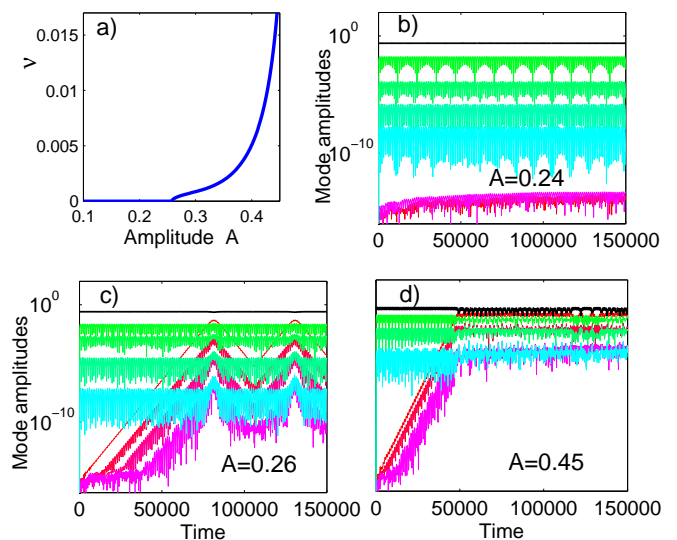 a)
0.015
0.01
0.005
0
ν
0.1 0.2 0.3 0.4
Amplitude A
b)
10^0
10^-10
Mode amplitudes
A=0.24
0 50000 100000 150000
c)
10^0
10^-10
Mode amplitudes
A=0.26
0 50000 100000 150000
Time
d)
A=0.45
0 50000 100000 150000
Time